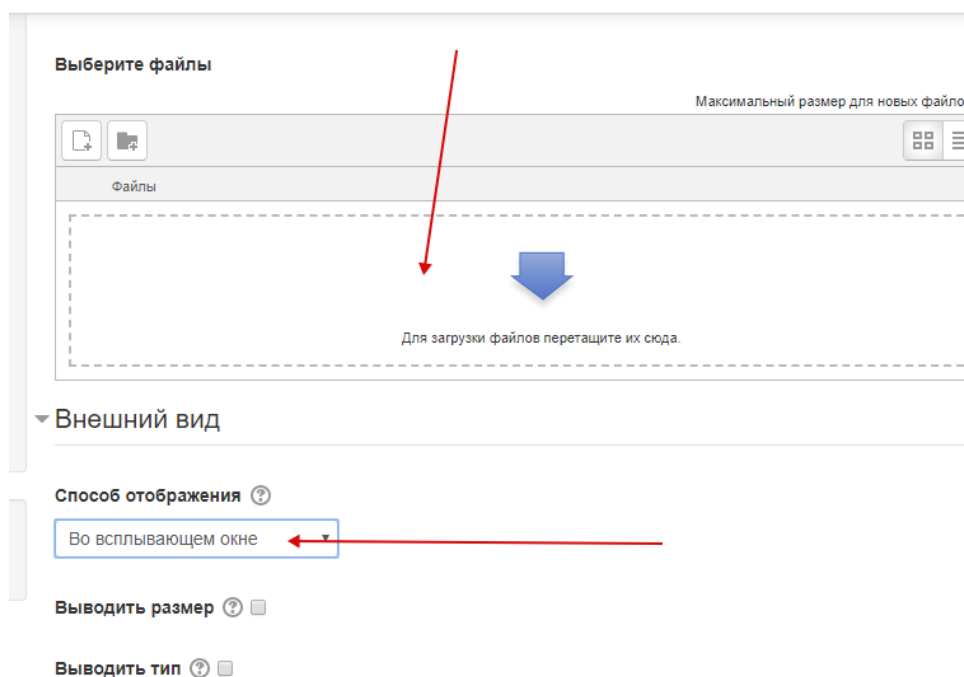 Выберите файлы
Максимальный размер для новых файло
Файлы
Для загрузки файлов перетащите их сюда.
Внешний вид
Способ отображения
Во всплывающем окне
Выводить размер
Выводить тип